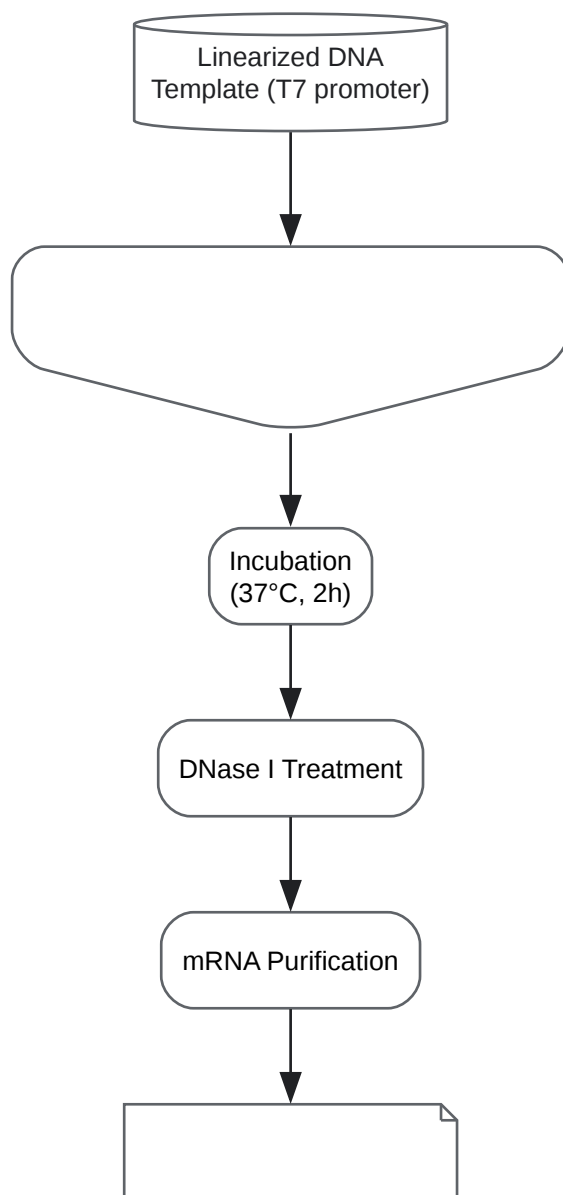 Linearized DNA
Template (T7 promoter)
Incubation
(37°C, 2h)
DNase I Treatment
mRNA Purification